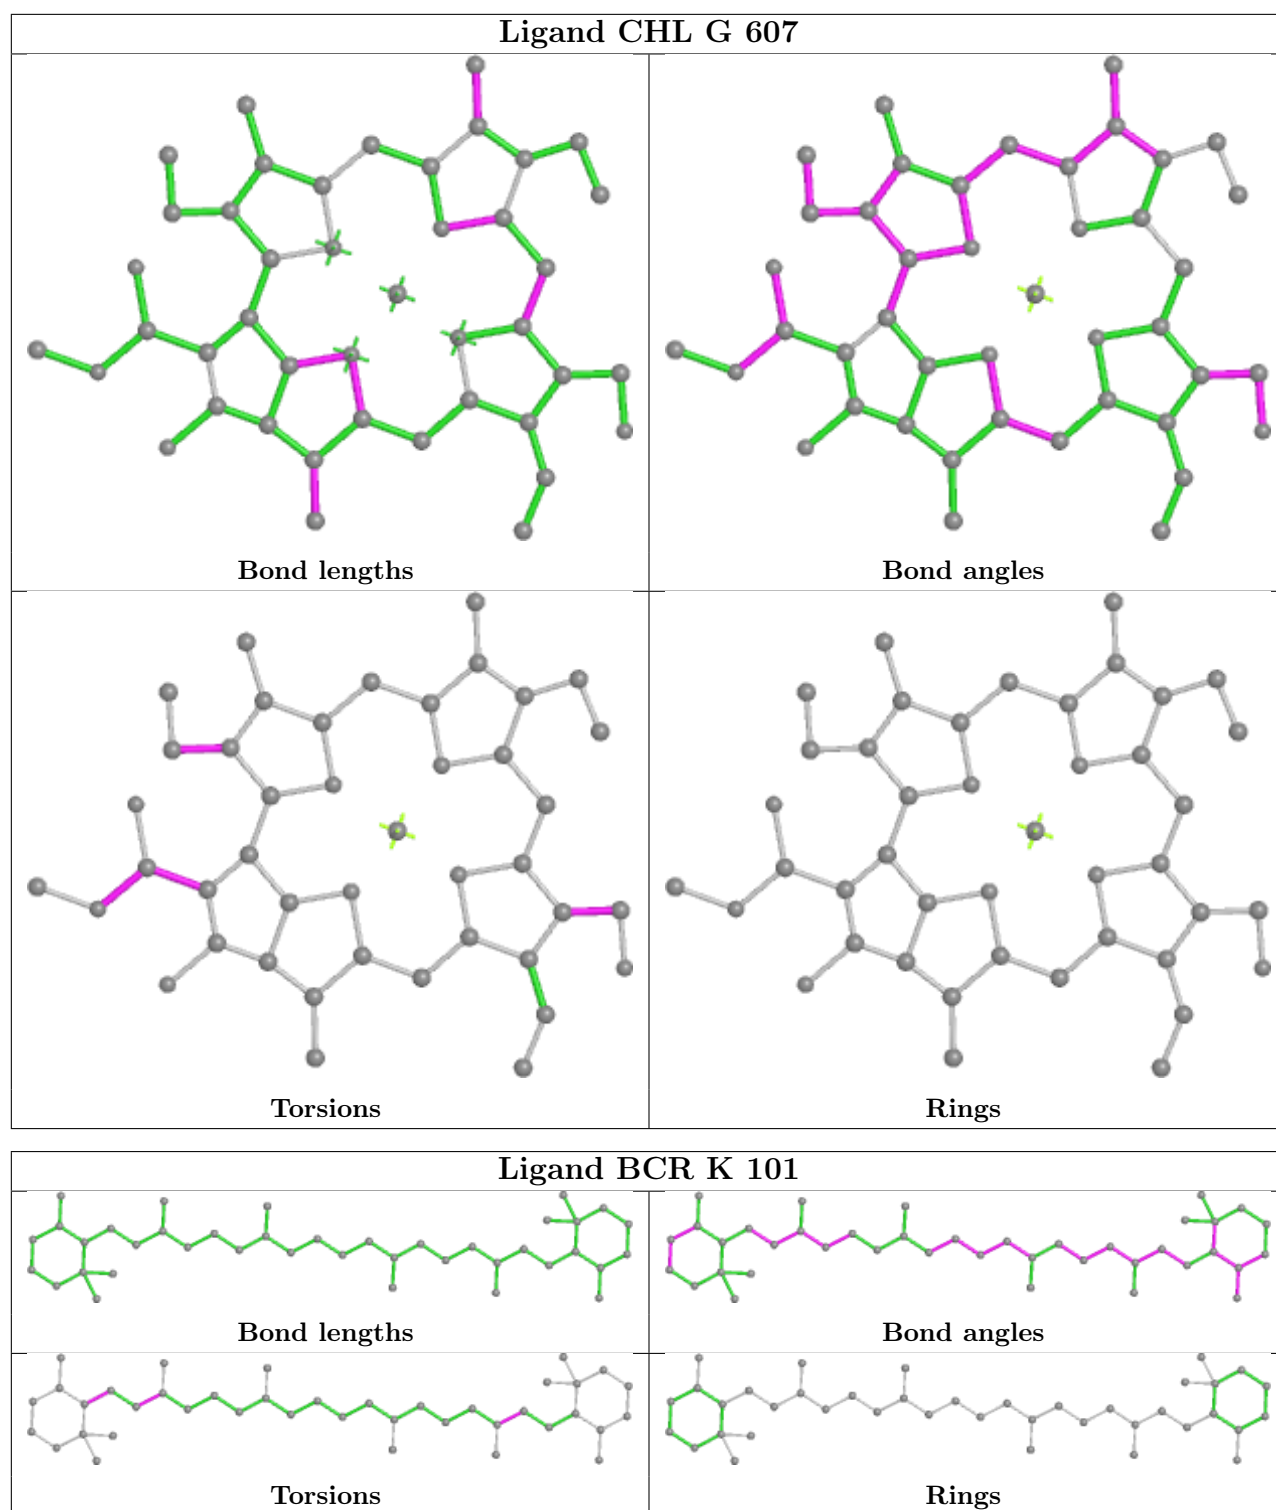 Ligand CHL G 607
Bond lengths
Bond angles
Torsions
Rings
Ligand BCR K 101
Bond lengths
Bond angles
Torsions
Rings